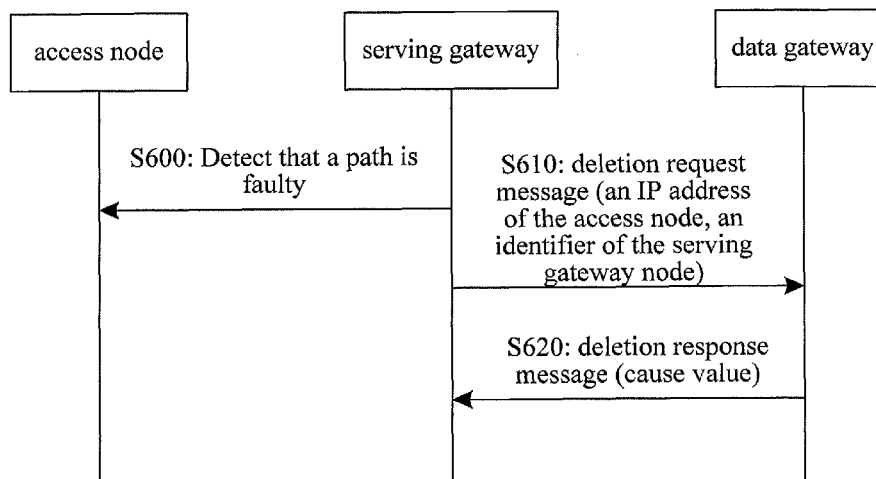 access node
serving gateway
data gateway
S600: Detect that a path is
faulty
S610: deletion request
message (an IP address
of the access node, an
identifier of the serving
gateway node)
S620: deletion response
message (cause value)